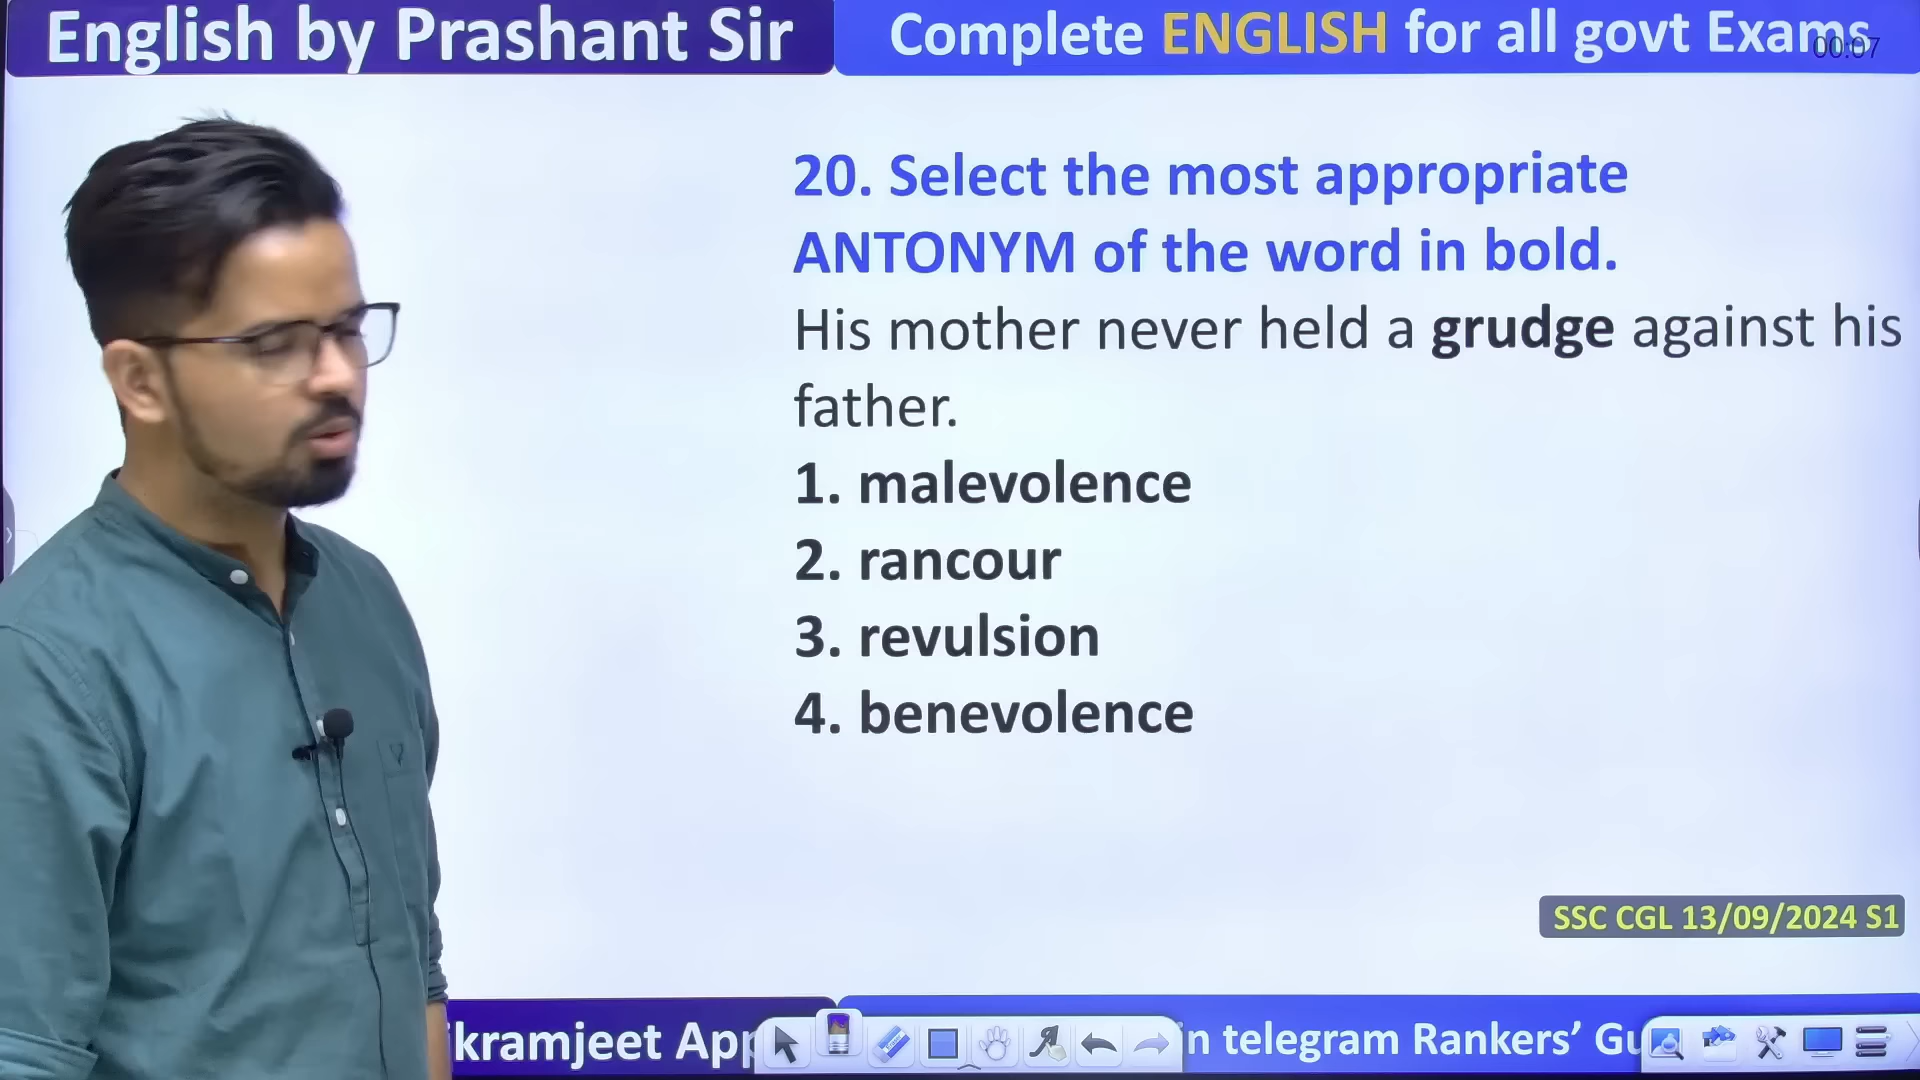 English by Prashant Sir
Complete ENGLISH for all govt Exams
00:07
20. Select the most appropriate
ANTONYM of the word in bold.
His mother never held a grudge against his
father.
1. malevolence
2. rancour
3. revulsion
4. benevolence
SSC CGL 13/09/2024 S1
ikramjeet App
in telegram Rankers’ Gu